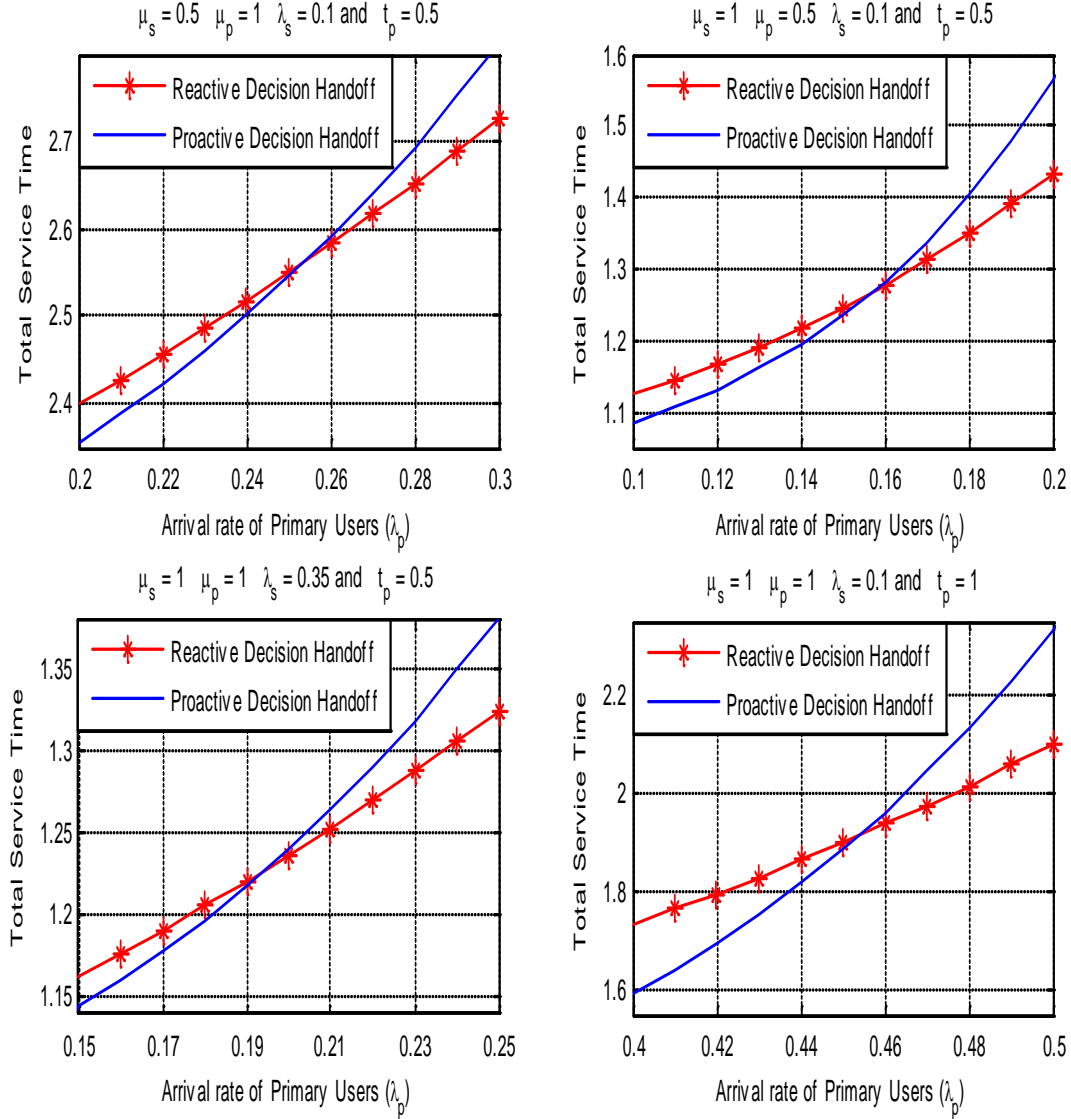 μs = 0.5 μp = 1 λs = 0.1 and tp = 0.5
Reactive Decision Handoff
Proactive Decision Handoff
Total Service Time
2.7
2.6
2.5
2.4
0.2 0.22 0.24 0.26 0.28 0.3
Arrival rate of Primary Users (λp)
μs = 1 μp = 0.5 λs = 0.1 and tp = 0.5
Reactive Decision Handoff
Proactive Decision Handoff
Total Service Time
1.6
1.5
1.4
1.3
1.2
1.1
0.1 0.12 0.14 0.16 0.18 0.2
Arrival rate of Primary Users (λp)
μs = 1 μp = 1 λs = 0.35 and tp = 0.5
Reactive Decision Handoff
Proactive Decision Handoff
Total Service Time
1.35
1.3
1.25
1.2
1.15
0.15 0.17 0.19 0.21 0.23 0.25
Arrival rate of Primary Users (λp)
μs = 1 μp = 1 λs = 0.1 and tp = 1
Reactive Decision Handoff
Proactive Decision Handoff
Total Service Time
2.2
2
1.8
1.6
0.4 0.42 0.44 0.46 0.48 0.5
Arrival rate of Primary Users (λp)